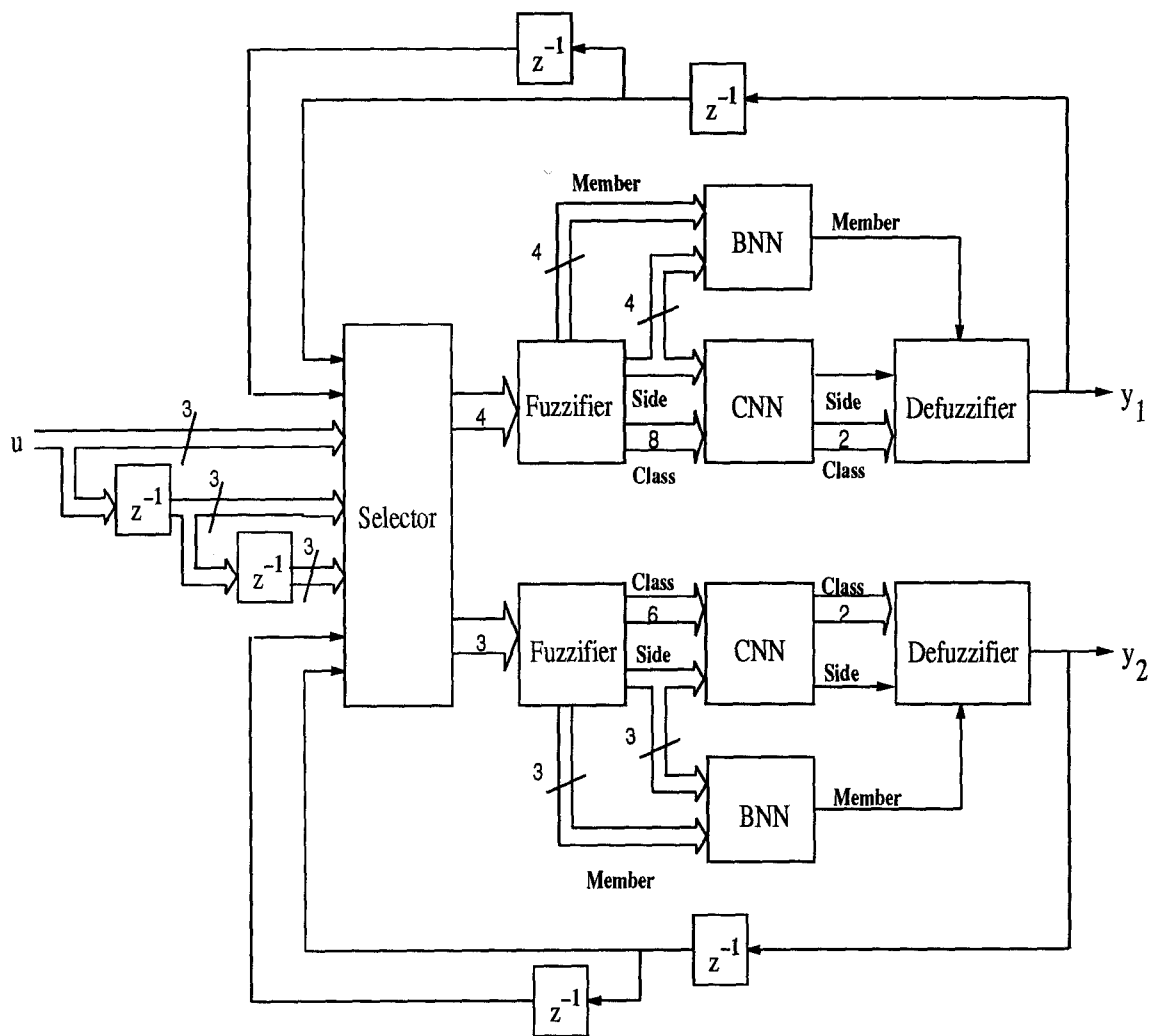 z⁻¹
z⁻¹
Member
BNN
Member
4
4
Fuzzifier
Side
8
Class
CNN
Side
2
Class
Defuzzifier
y₁
4
u
3
z⁻¹
3
z⁻¹
3
Selector
3
Fuzzifier
Class
6
Side
CNN
Class
2
Side
Defuzzifier
y₂
3
3
BNN
Member
Member
z⁻¹
z⁻¹